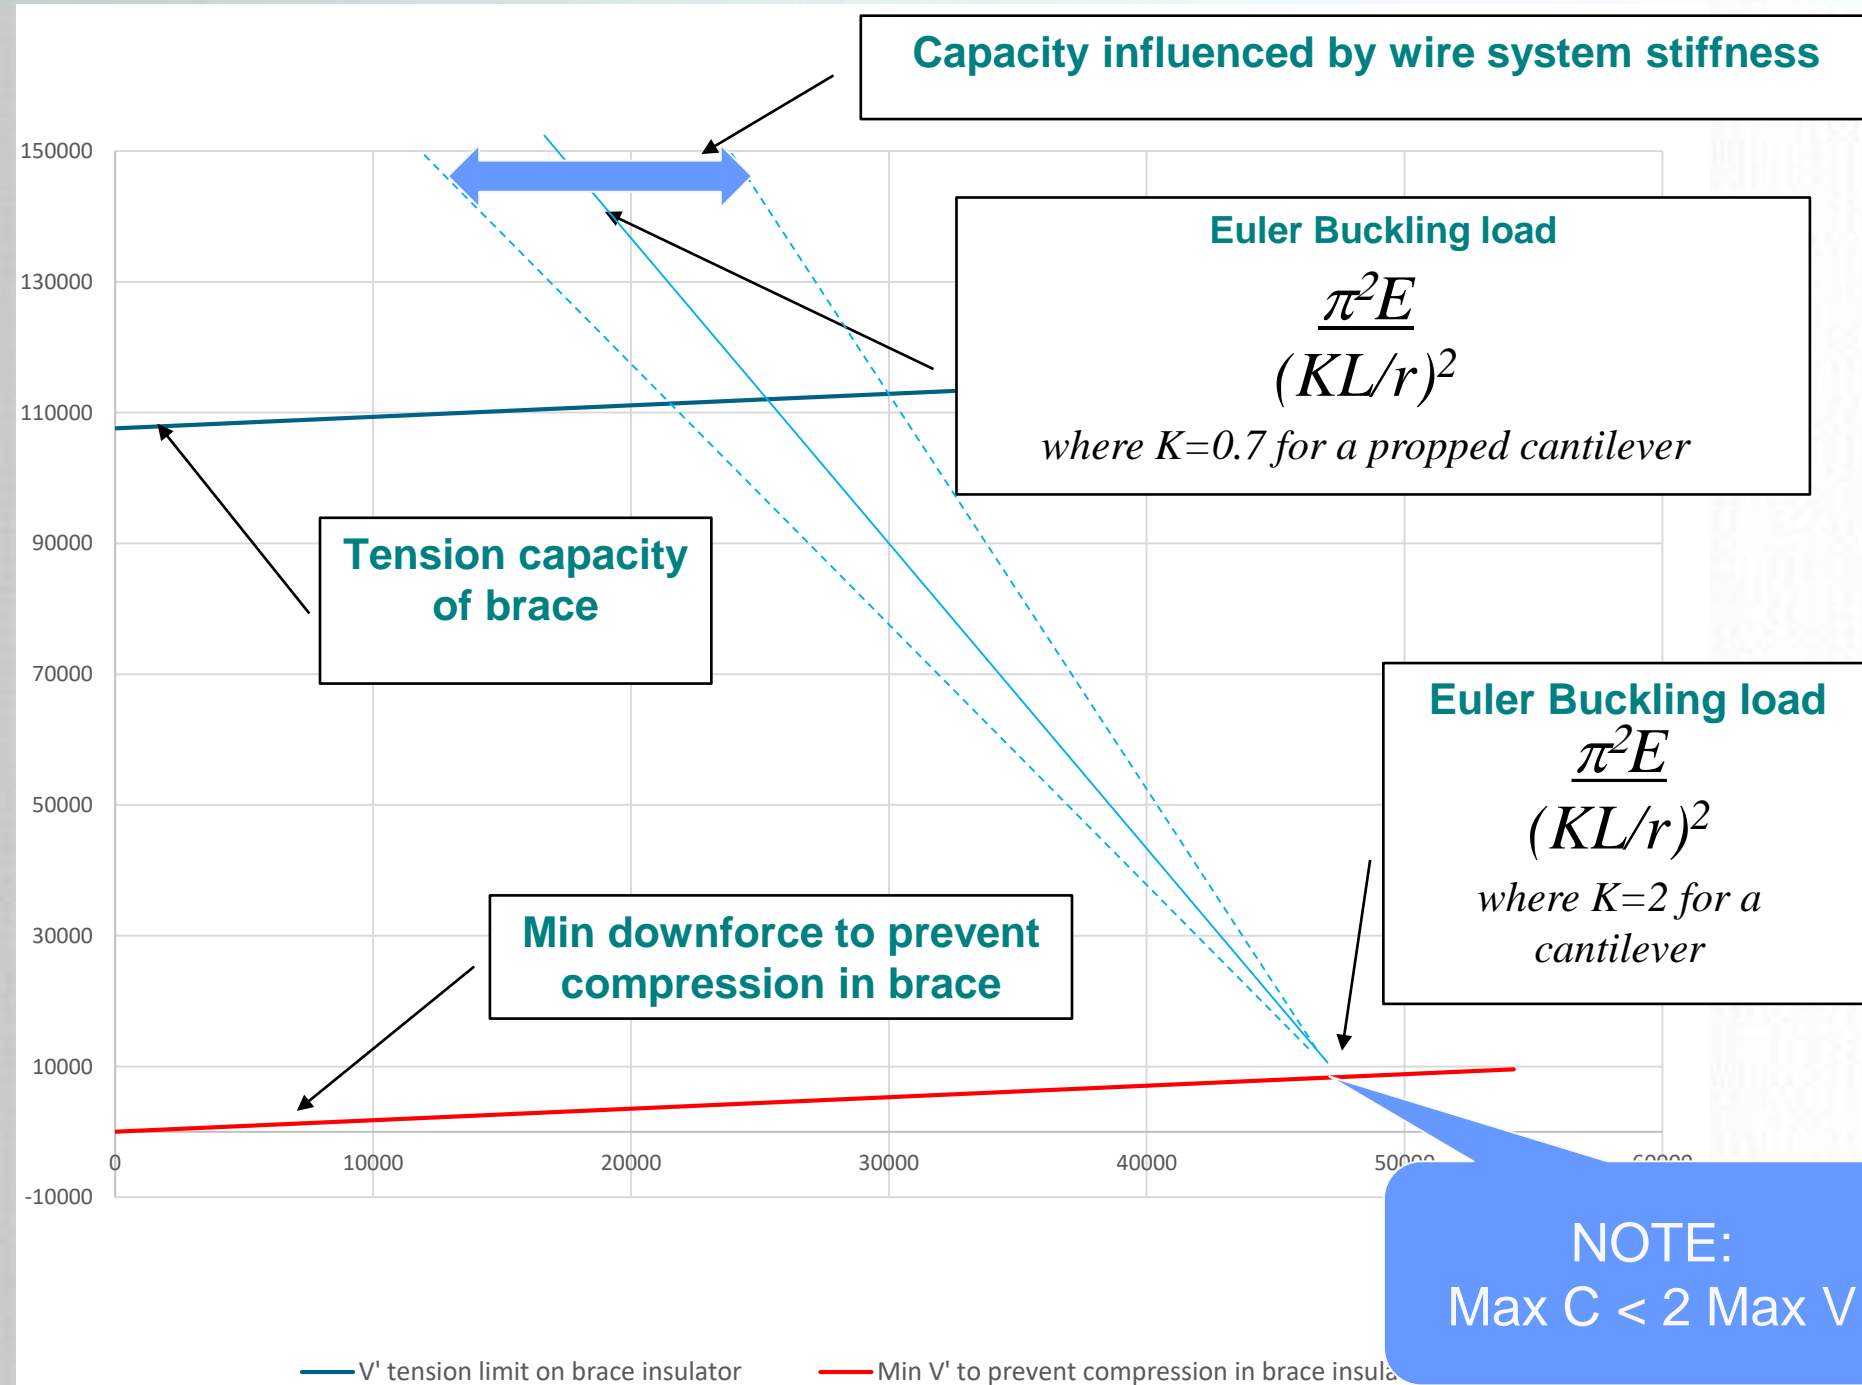 Capacity influenced by wire system stiffness
150000
130000
110000
90000
70000
50000
30000
10000
-10000
Euler Buckling load
π²E
(KL/r)²
where K=0.7 for a propped cantilever
Tension capacity
of brace
Euler Buckling load
π²E
(KL/r)²
where K=2 for a
cantilever
Min downforce to prevent
compression in brace
0 10000 20000 30000 40000
NOTE:
Max C < 2 Max V
V' tension limit on brace insulator
Min V' to prevent compression in brace